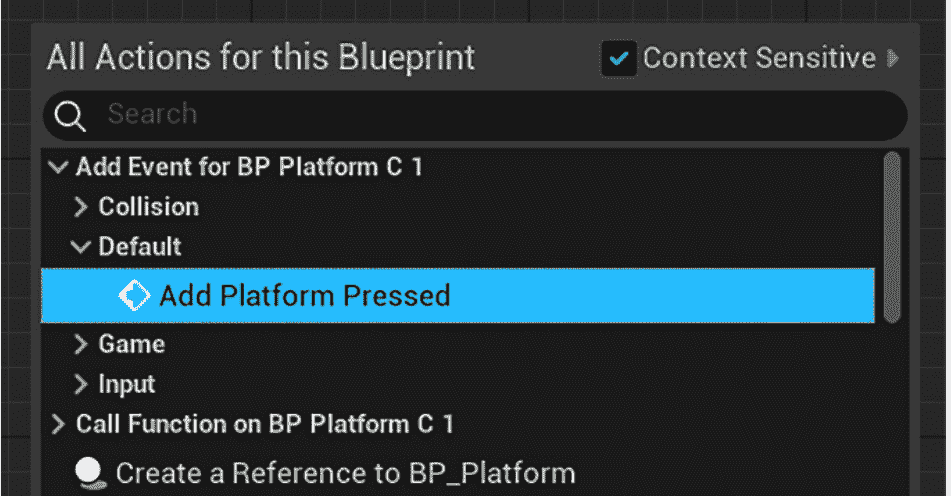 All Actions for this Blueprint
Context Sensitive
Search
Add Event for BP Platform C 1
Collision
Default
Add Platform Pressed
Game
Input
Call Function on BP Platform C 1
Create a Reference to BP_Platform